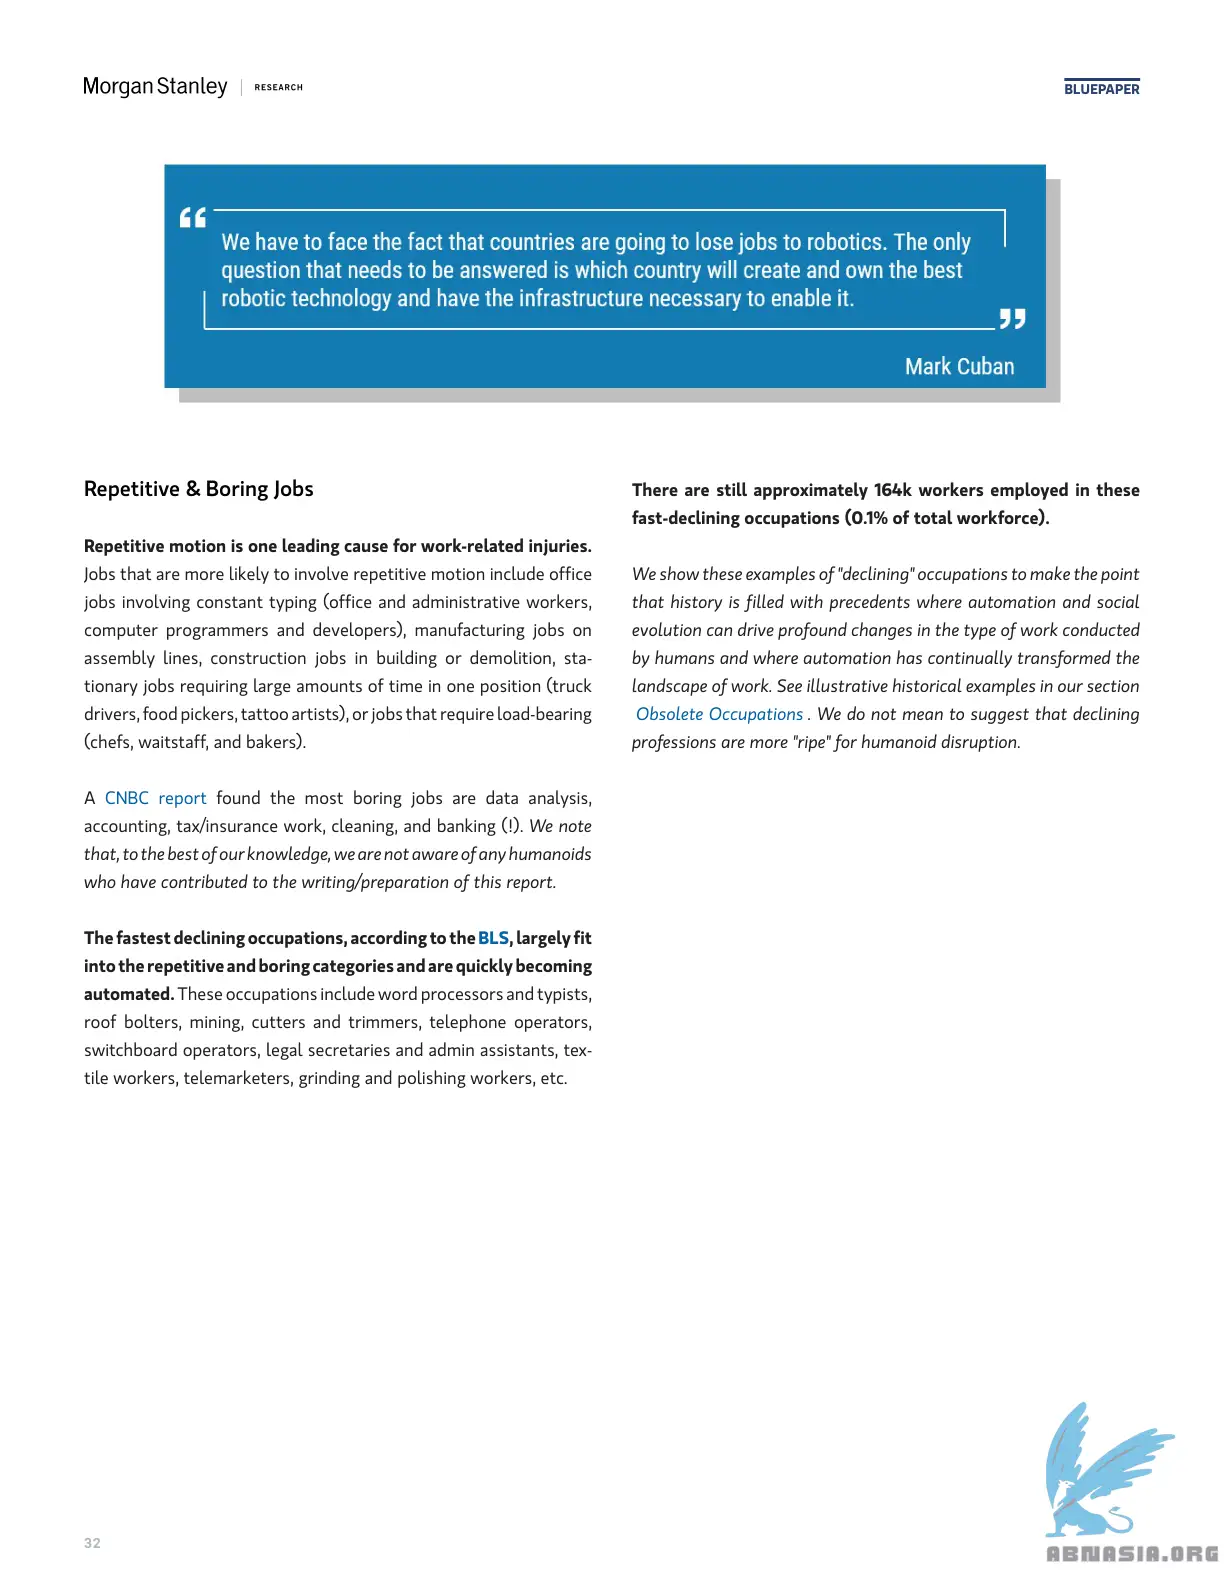 Morgan Stanley | RESEARCH
BLUEPAPER
“
We have to face the fact that countries are going to lose jobs to robotics. The only
question that needs to be answered is which country will create and own the best
robotic technology and have the infrastructure necessary to enable it.
”
Mark Cuban
Repetitive & Boring Jobs
Repetitive motion is one leading cause for work-related injuries.
Jobs that are more likely to involve repetitive motion include office
jobs involving constant typing (office and administrative workers,
computer programmers and developers), manufacturing jobs on
assembly lines, construction jobs in building or demolition, sta-
tionary jobs requiring large amounts of time in one position (truck
drivers, food pickers, tattoo artists), or jobs that require load-bearing
(chefs, waitstaff, and bakers).
A CNBC report found the most boring jobs are data analysis,
accounting, tax/insurance work, cleaning, and banking (!). We note
that, to the best of our knowledge, we are not aware of any humanoids
who have contributed to the writing/preparation of this report.
The fastest declining occupations, according to the BLS, largely fit
into the repetitive and boring categories and are quickly becoming
automated. These occupations include word processors and typists,
roof bolters, mining, cutters and trimmers, telephone operators,
switchboard operators, legal secretaries and admin assistants, tex-
tile workers, telemarketers, grinding and polishing workers, etc.
There are still approximately 164k workers employed in these
fast-declining occupations (0.1% of total workforce).
We show these examples of "declining" occupations to make the point
that history is filled with precedents where automation and social
evolution can drive profound changes in the type of work conducted
by humans and where automation has continually transformed the
landscape of work. See illustrative historical examples in our section
Obsolete Occupations . We do not mean to suggest that declining
professions are more "ripe" for humanoid disruption.
32
ABNASIA.ORG